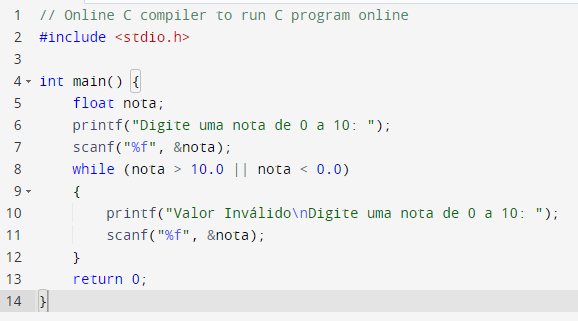 1 // Online C compiler to run C program online
2 #include <stdio.h>
3
4 int main() {
5     float nota;
6     printf("Digite uma nota de 0 a 10: ");
7     scanf("%f", &nota);
8     while (nota > 10.0 || nota < 0.0)
9     {
10         printf("Valor Inválido\nDigite uma nota de 0 a 10: ");
11         scanf("%f", &nota);
12     }
13     return 0;
14 }